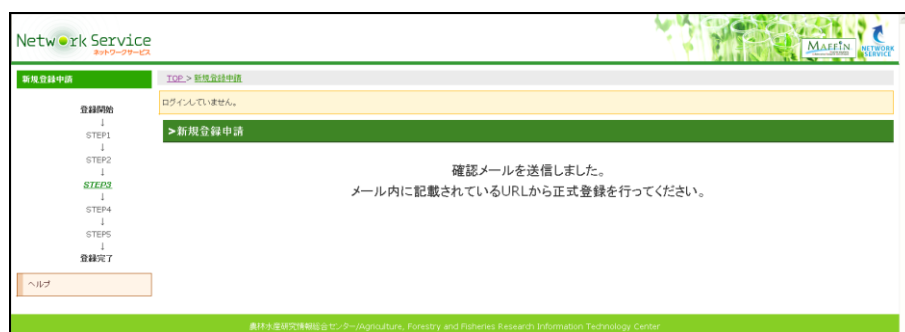 Network Service
ネットワークサービス
MAFFIN
NETWORK
SERVICE
新規登録申請
TOP > 新規登録申請
ログインしていません。
登録開始
↓
STEP1
↓
STEP2
↓
STEP3
↓
STEP4
↓
STEP5
↓
登録完了
ヘルプ
>新規登録申請
確認メールを送信しました。
メール内に記載されているURLから正式登録を行ってください。
農林水産研究情報総合センター/Agriculture, Forestry and Fisheries Research Information Technology Center